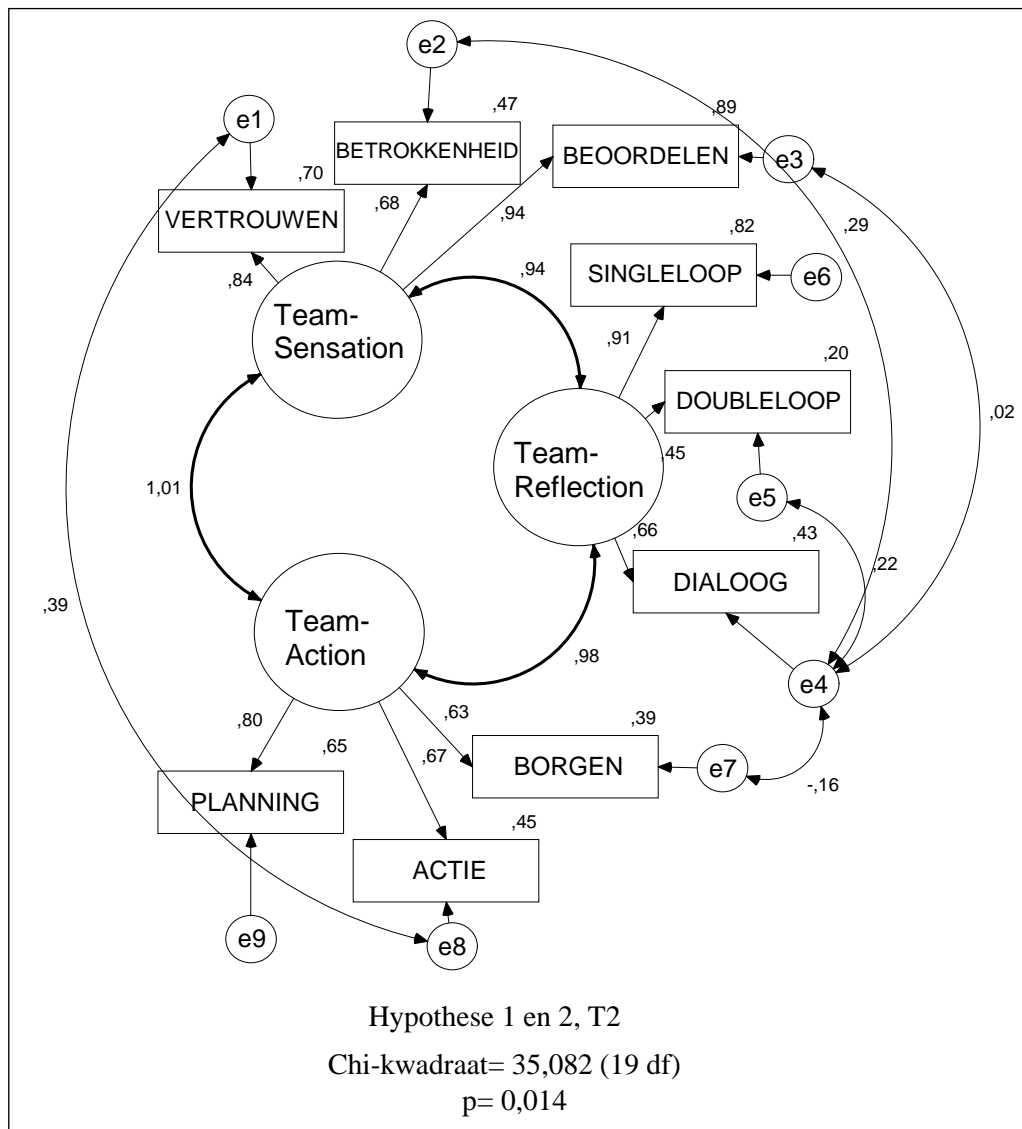 e2
,47
,89
e1
BETROKKENHEID
BEOORDELEN
e3
,70
VERTROUWEN
,68
,94
,29
,82
,84
,94
SINGLELOOP
e6
Team-
Sensation
,91
,20
DOUBLELOOP
,02
Team-
Reflection
,45
1,01
e5
,66
,43
DIALOOG
,22
,39
Team-
Action
,98
e4
,80
,63
,39
,65
,67
BORGEN
e7
-,16
PLANNING
,45
ACTIE
e9
e8
Hypothese 1 en 2, T2
Chi-kwadraat= 35,082 (19 df)
p= 0,014